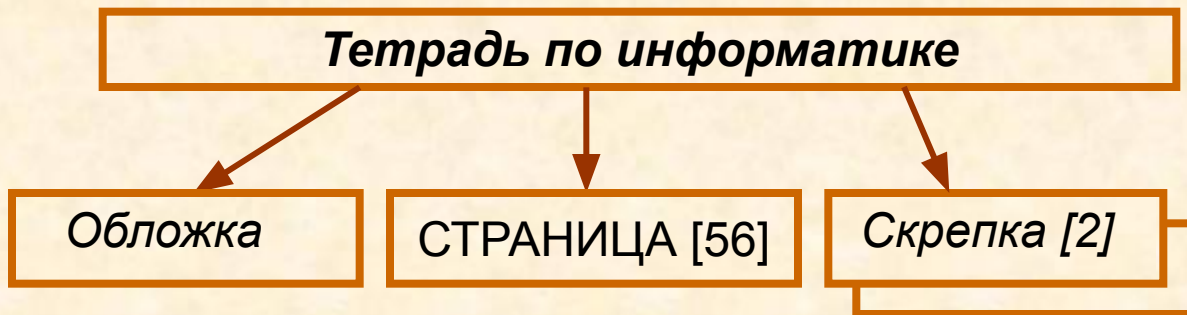 Тетрадь по информатике
Обложка
СТРАНИЦА [56]
Скрепка [2]